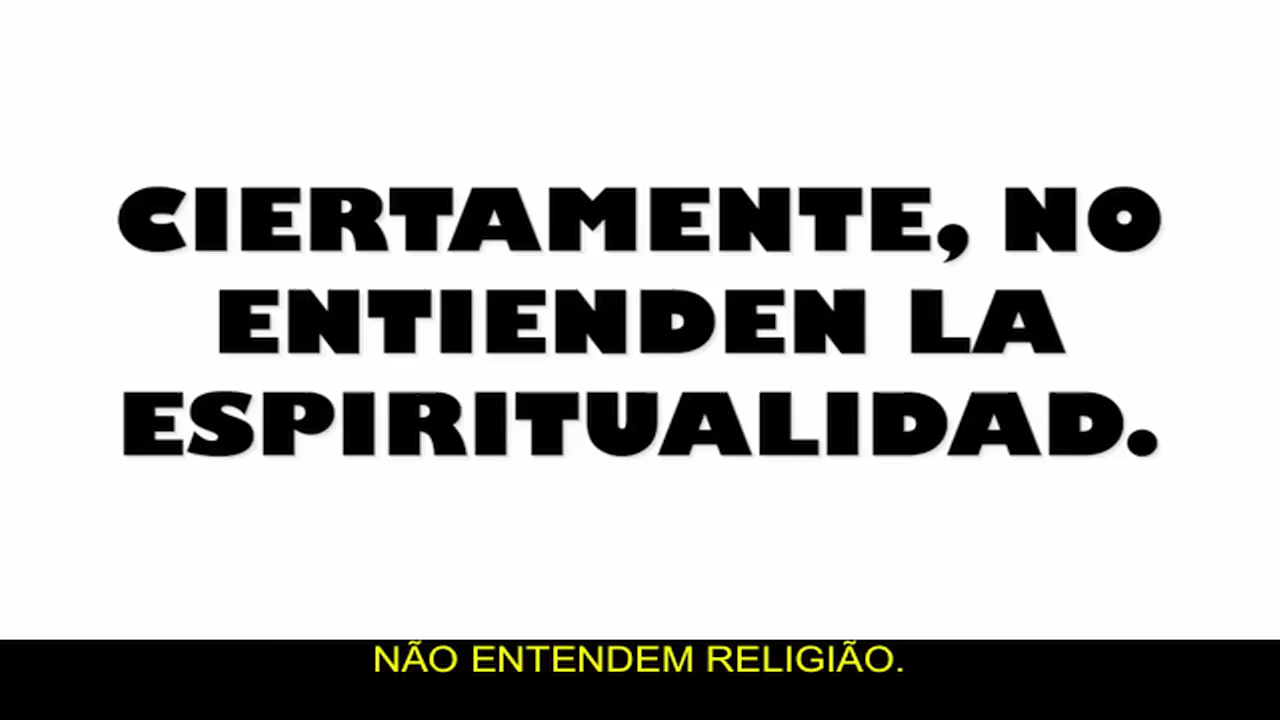 CIERTAMENTE, NO
ENTIENDEN LA
ESPIRITUALIDAD.
NÃO ENTENDEM RELIGIÃO.